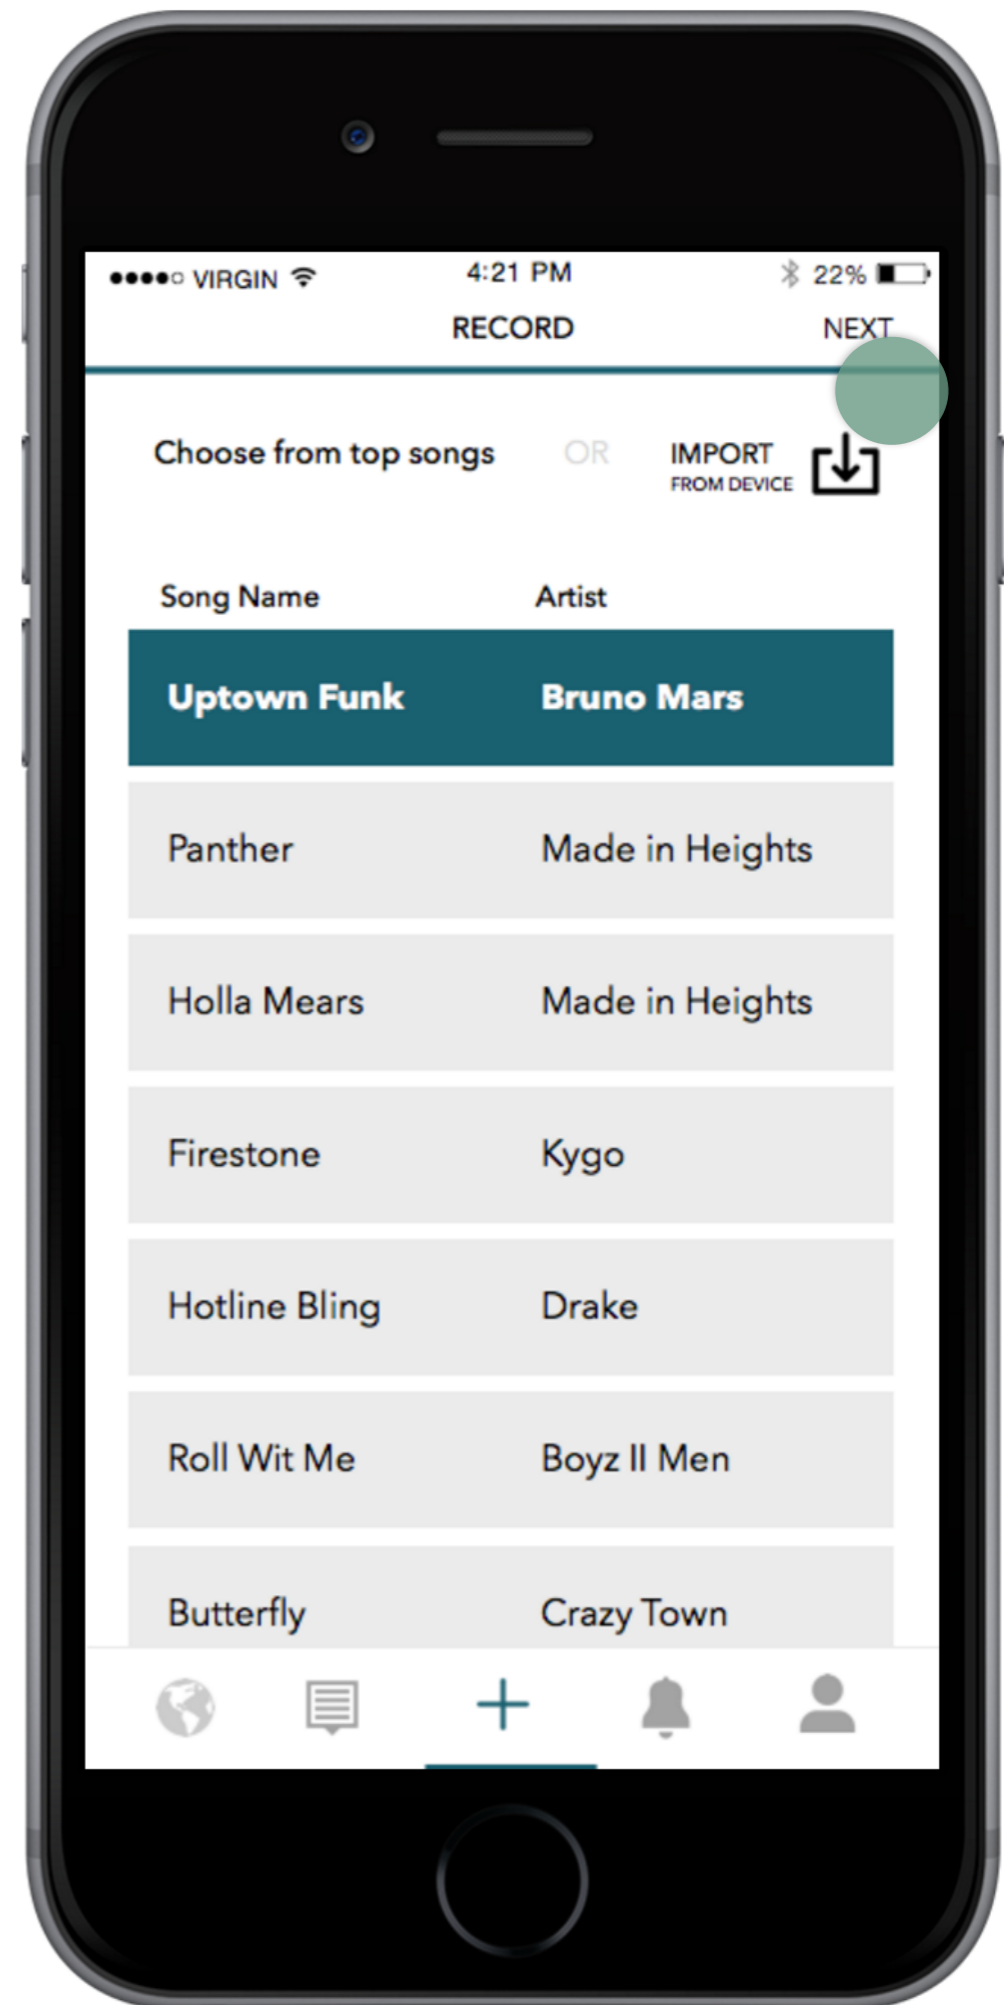 VIRGIN 4:21 PM 22%
RECORD NEXT
Choose from top songs OR IMPORT
FROM DEVICE
Song Name Artist
Uptown Funk Bruno Mars
Panther Made in Heights
Holla Mears Made in Heights
Firestone Kygo
Hotline Bling Drake
Roll Wit Me Boyz II Men
Butterfly Crazy Town